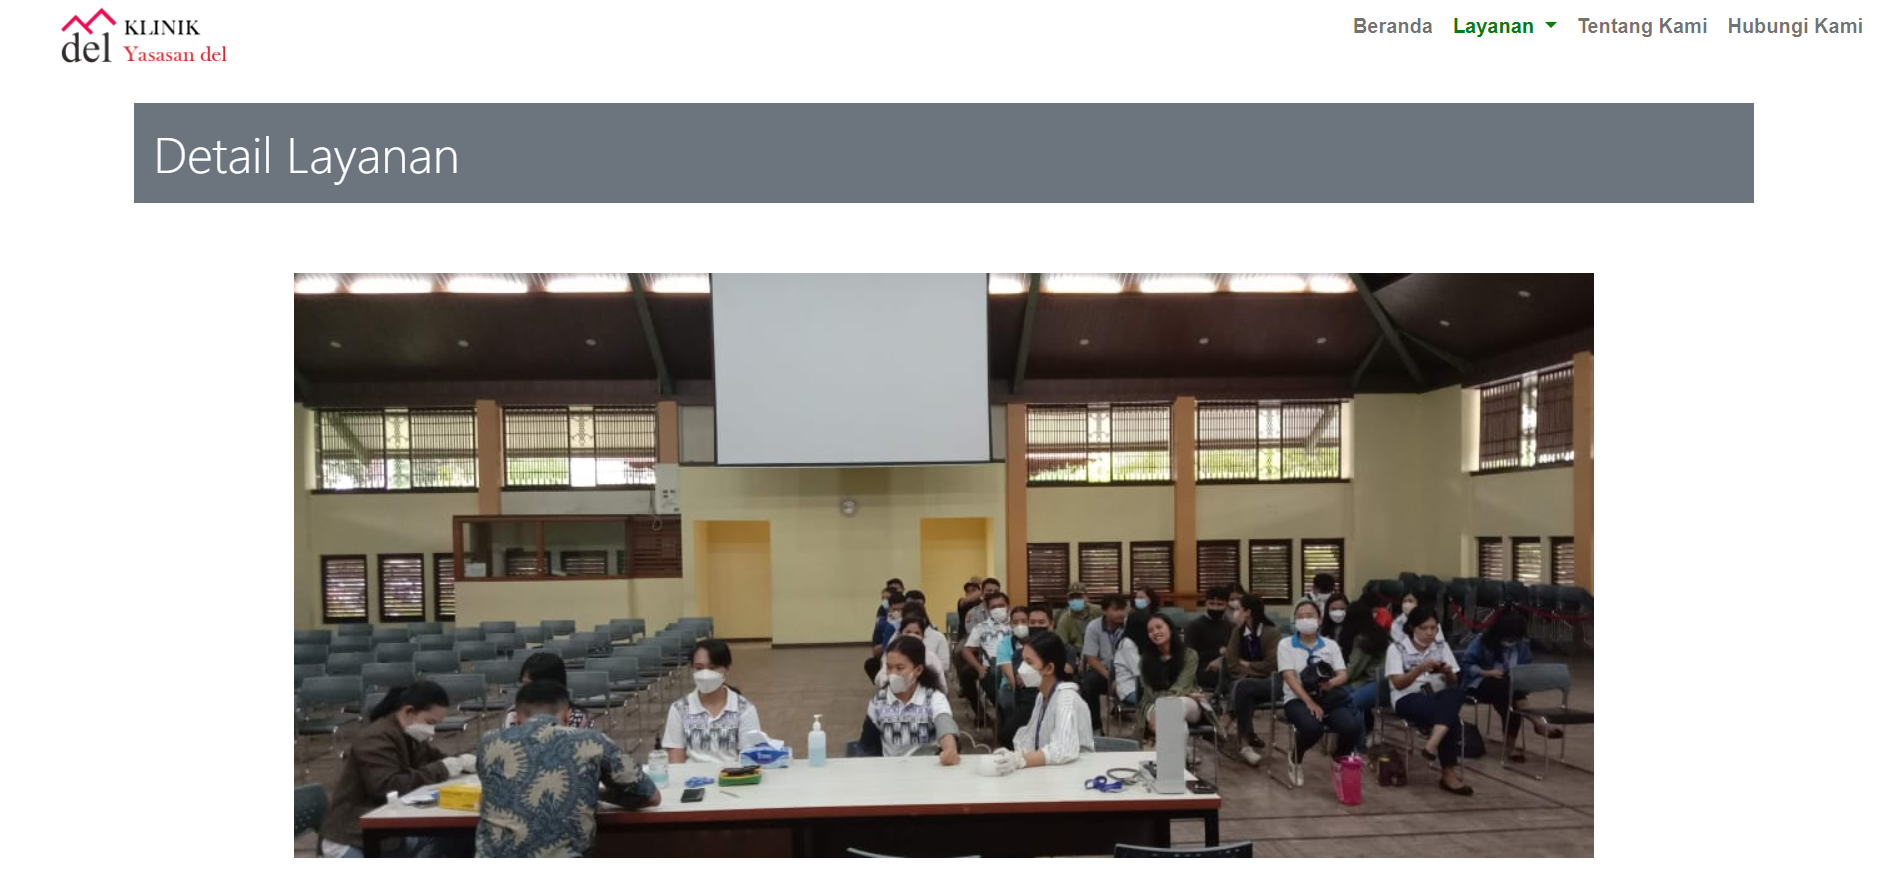 del KLINIK
Yasasan del
Beranda Layanan Tentang Kami Hubungi Kami
Detail Layanan